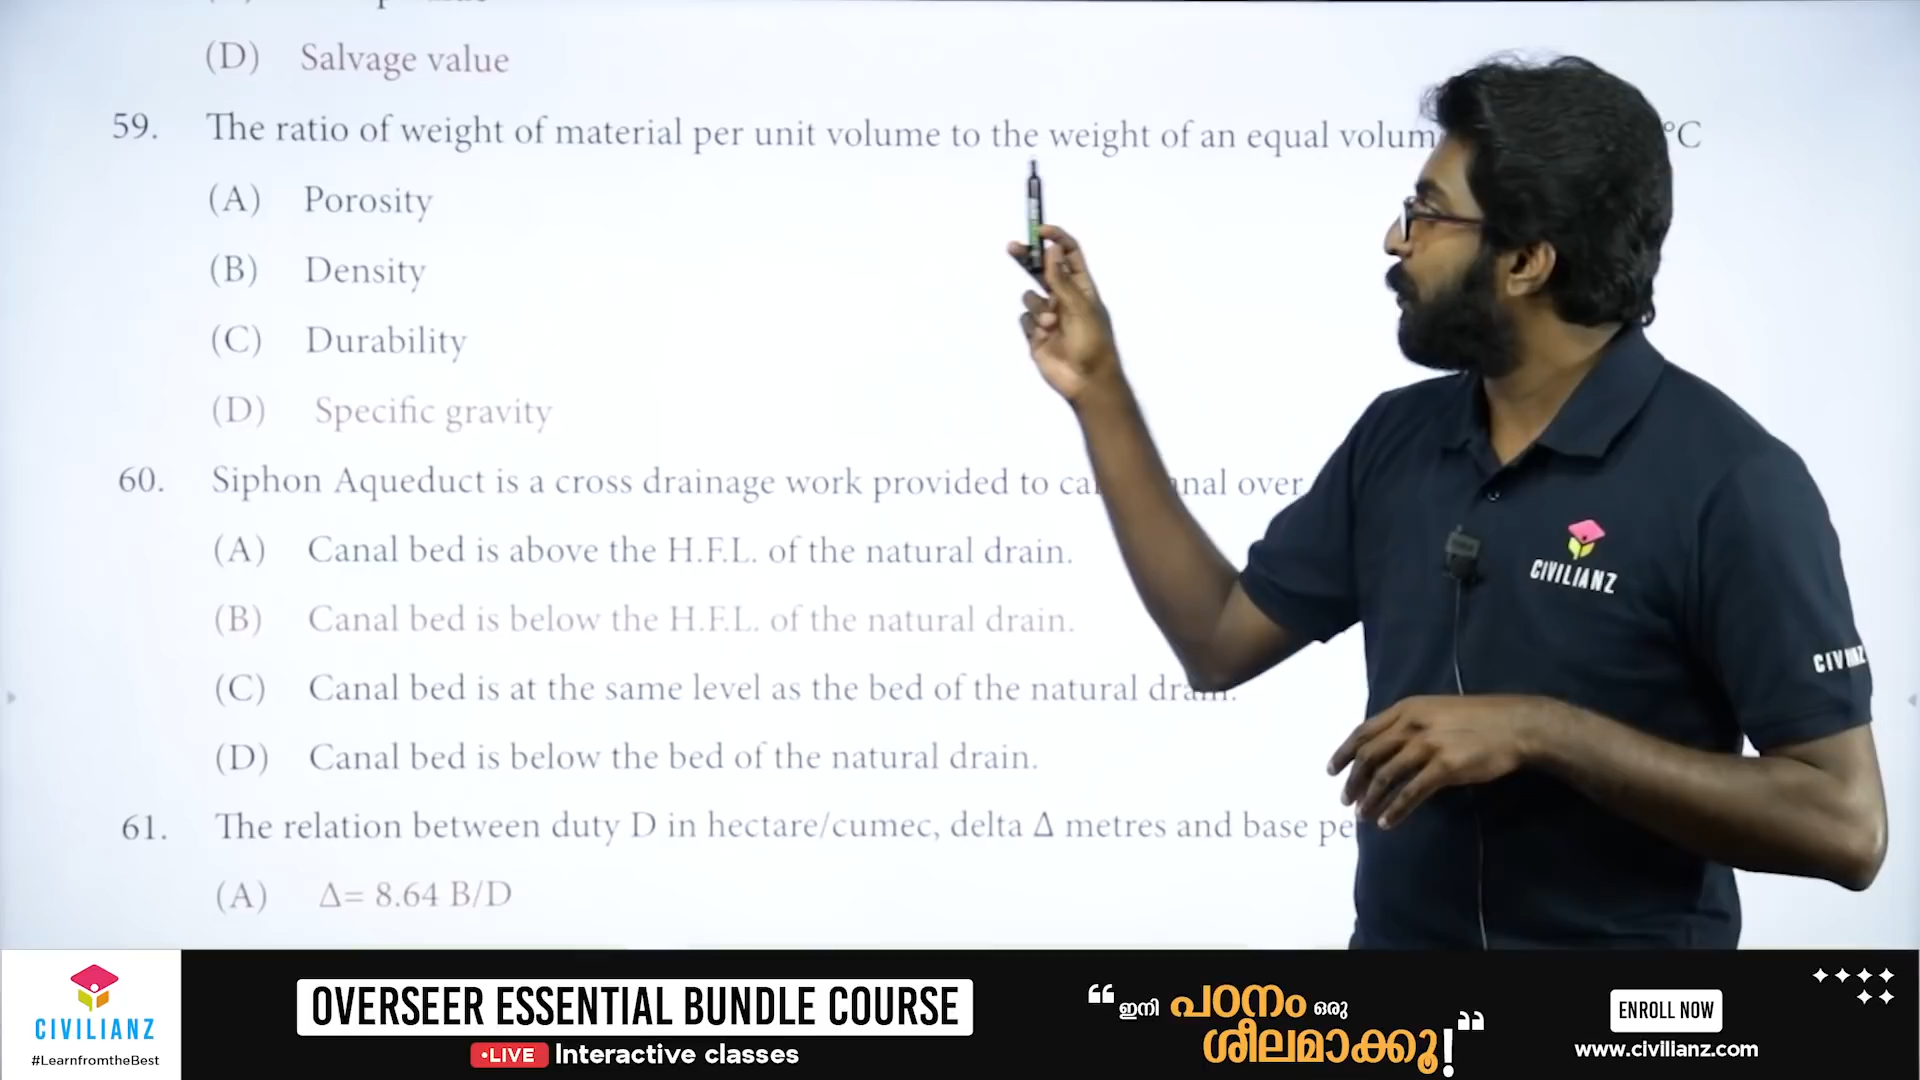 (D) Salvage value
59. The ratio of weight of material per unit volume to the weight of an equal °C
(A) Porosity
(B) Density
(C) Durability
(D) Specific gravity
60. Siphon Aqueduct is a cross drainage work provided to over
(A) Canal bed is above the H.F.L. of the natural drain.
(B) Canal bed is below the H.F.L. of the natural drain.
(C) Canal bed is at the same level as the bed of the natural drain.
(D) Canal bed is below the bed of the natural drain.
61. The relation between duty D in hectare/cumec, delta Δ metres and base
(A) Δ= 8.64 B/D
CIVILIANZ
CIVILIANZ
#LearnfromtheBest
OVERSEER ESSENTIAL BUNDLE COURSE
•LIVE Interactive classes
“ഇനി പഠനം ഒരു
ശീലമാക്കൂ!”
ENROLL NOW
www.civilianz.com